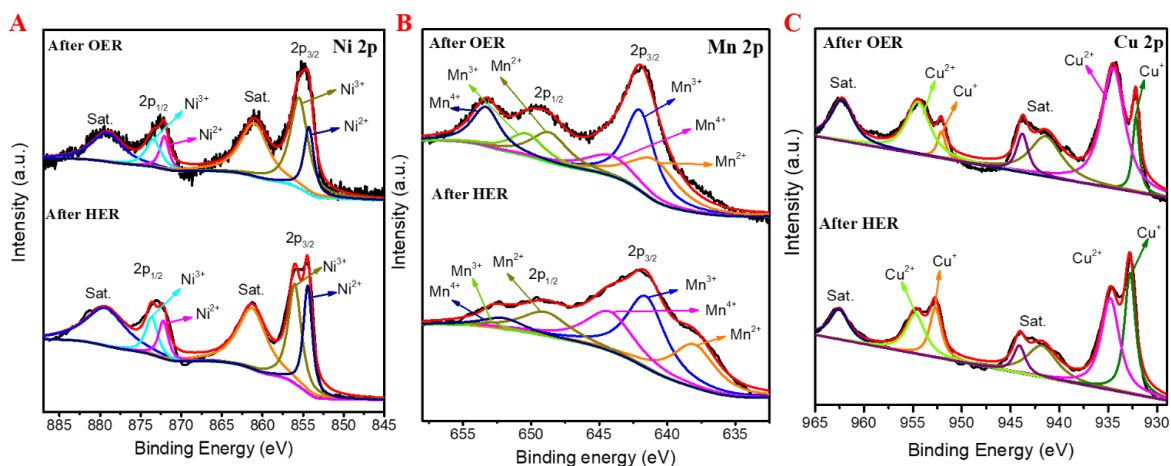 A
After OER
Ni 2p
2p3/2
Sat.
2p1/2
Ni3+
Ni2+
Sat.
Ni3+
Ni2+
After HER
2p3/2
Ni3+
Ni2+
2p1/2
Ni3+
Ni2+
Sat.
Sat.
Intensity (a.u.)
885 880 875 870 865 860 855 850 845
Binding Energy (eV)
B
After OER
Mn 2p
2p3/2
Mn2+
Mn3+
2p1/2
Mn4+
Mn3+
Mn4+
Mn2+
After HER
2p3/2
Mn2+
Mn3+
2p1/2
Mn4+
Mn3+
Mn4+
Mn2+
Intensity (a.u.)
655 650 645 640 635
Binding energy (eV)
C
After OER
Cu 2p
Sat.
Cu2+
Cu+
Sat.
Cu2+
Cu+
After HER
Sat.
Cu2+
Cu+
Sat.
Cu2+
Cu+
Intensity (a.u.)
965 960 955 950 945 940 935 930
Binding Energy (eV)